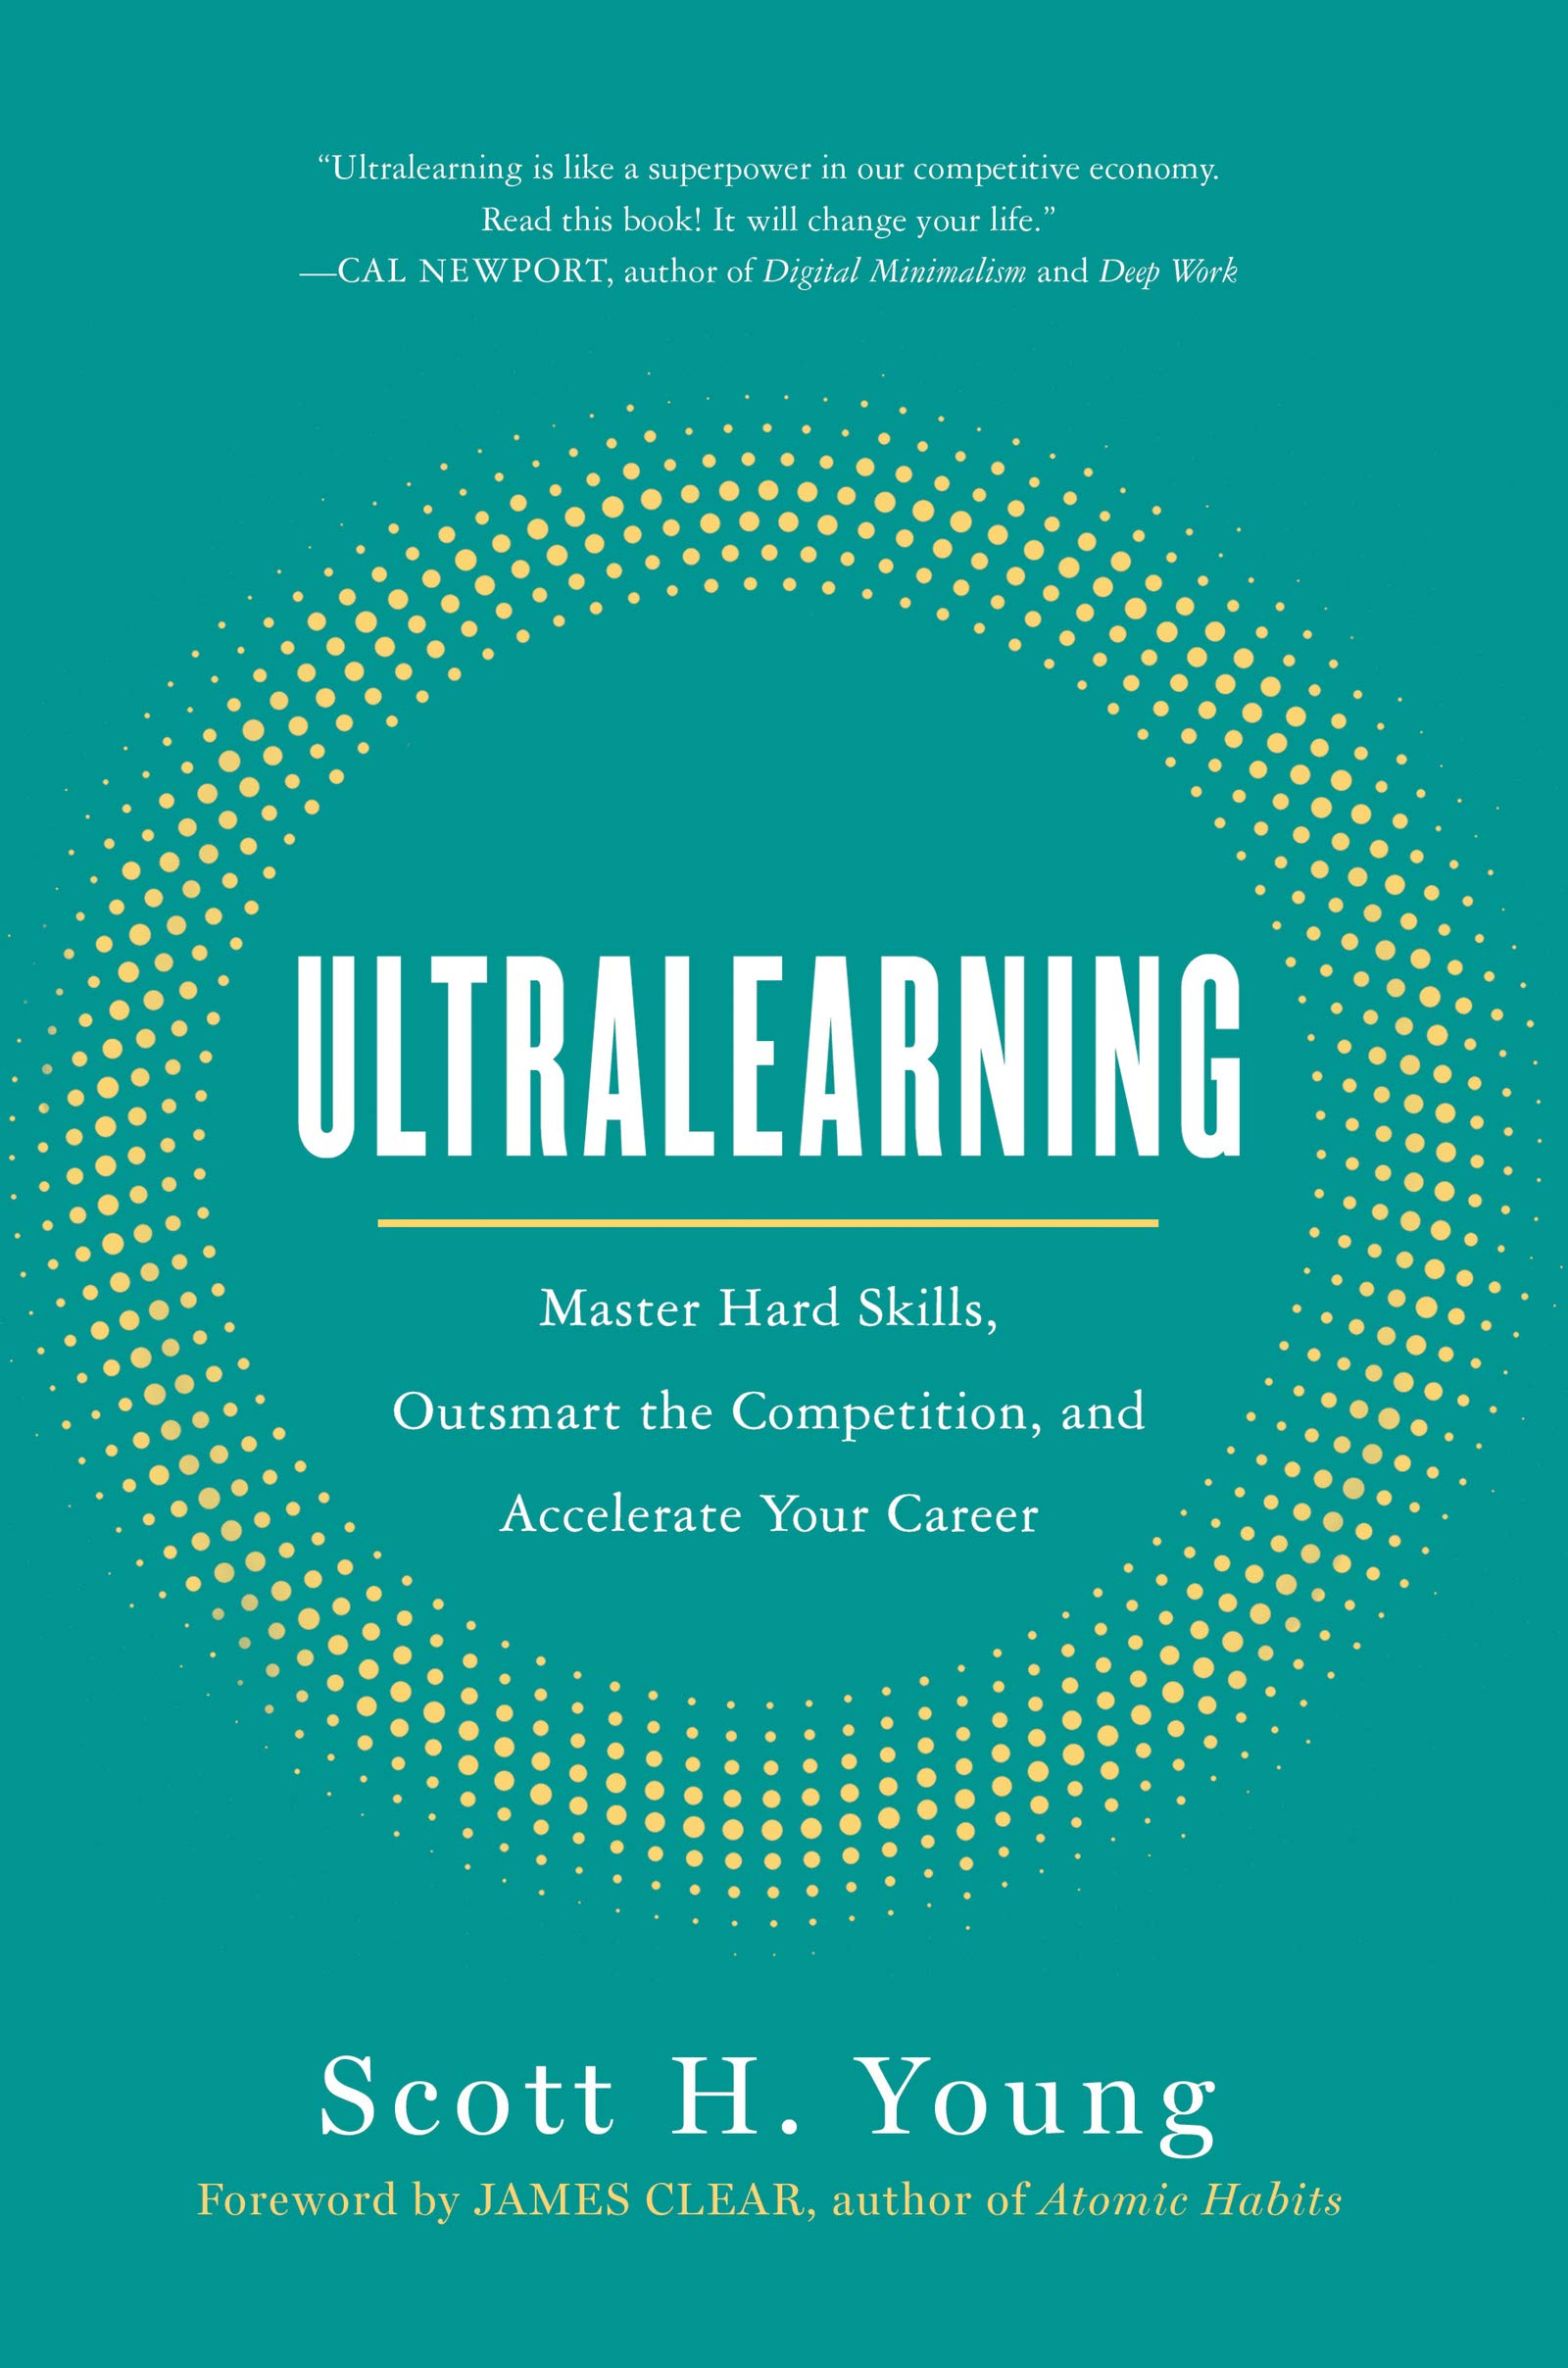 “Ultralearning is like a superpower in our competitive economy.
Read this book! It will change your life.”
—CAL NEWPORT, author of Digital Minimalism and Deep Work
ULTRALEARNING
Master Hard Skills,
Outsmart the Competition, and
Accelerate Your Career
Scott H. Young
Foreword by JAMES CLEAR, author of Atomic Habits